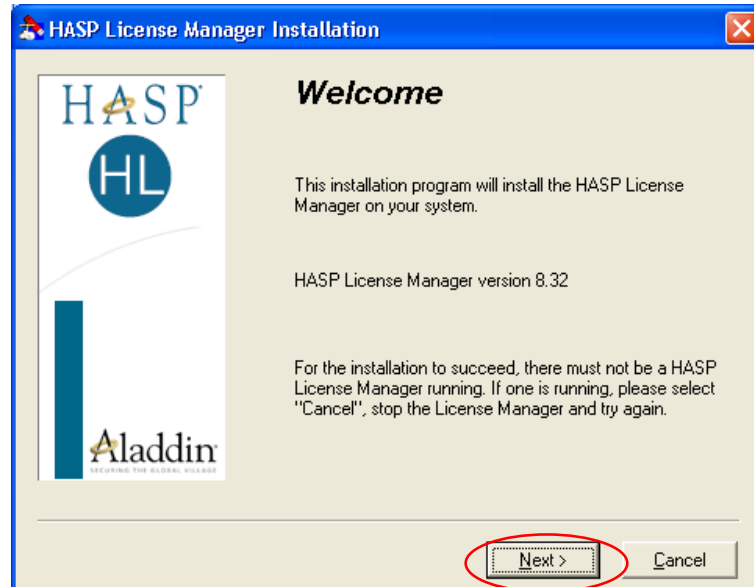 HASP License Manager Installation
HASP
HL
Aladdin
SECURING THE GLOBAL VILLAGE
Welcome
This installation program will install the HASP License
Manager on your system.
HASP License Manager version 8.32
For the installation to succeed, there must not be a HASP
License Manager running. If one is running, please select
"Cancel", stop the License Manager and try again.
Next >
Cancel